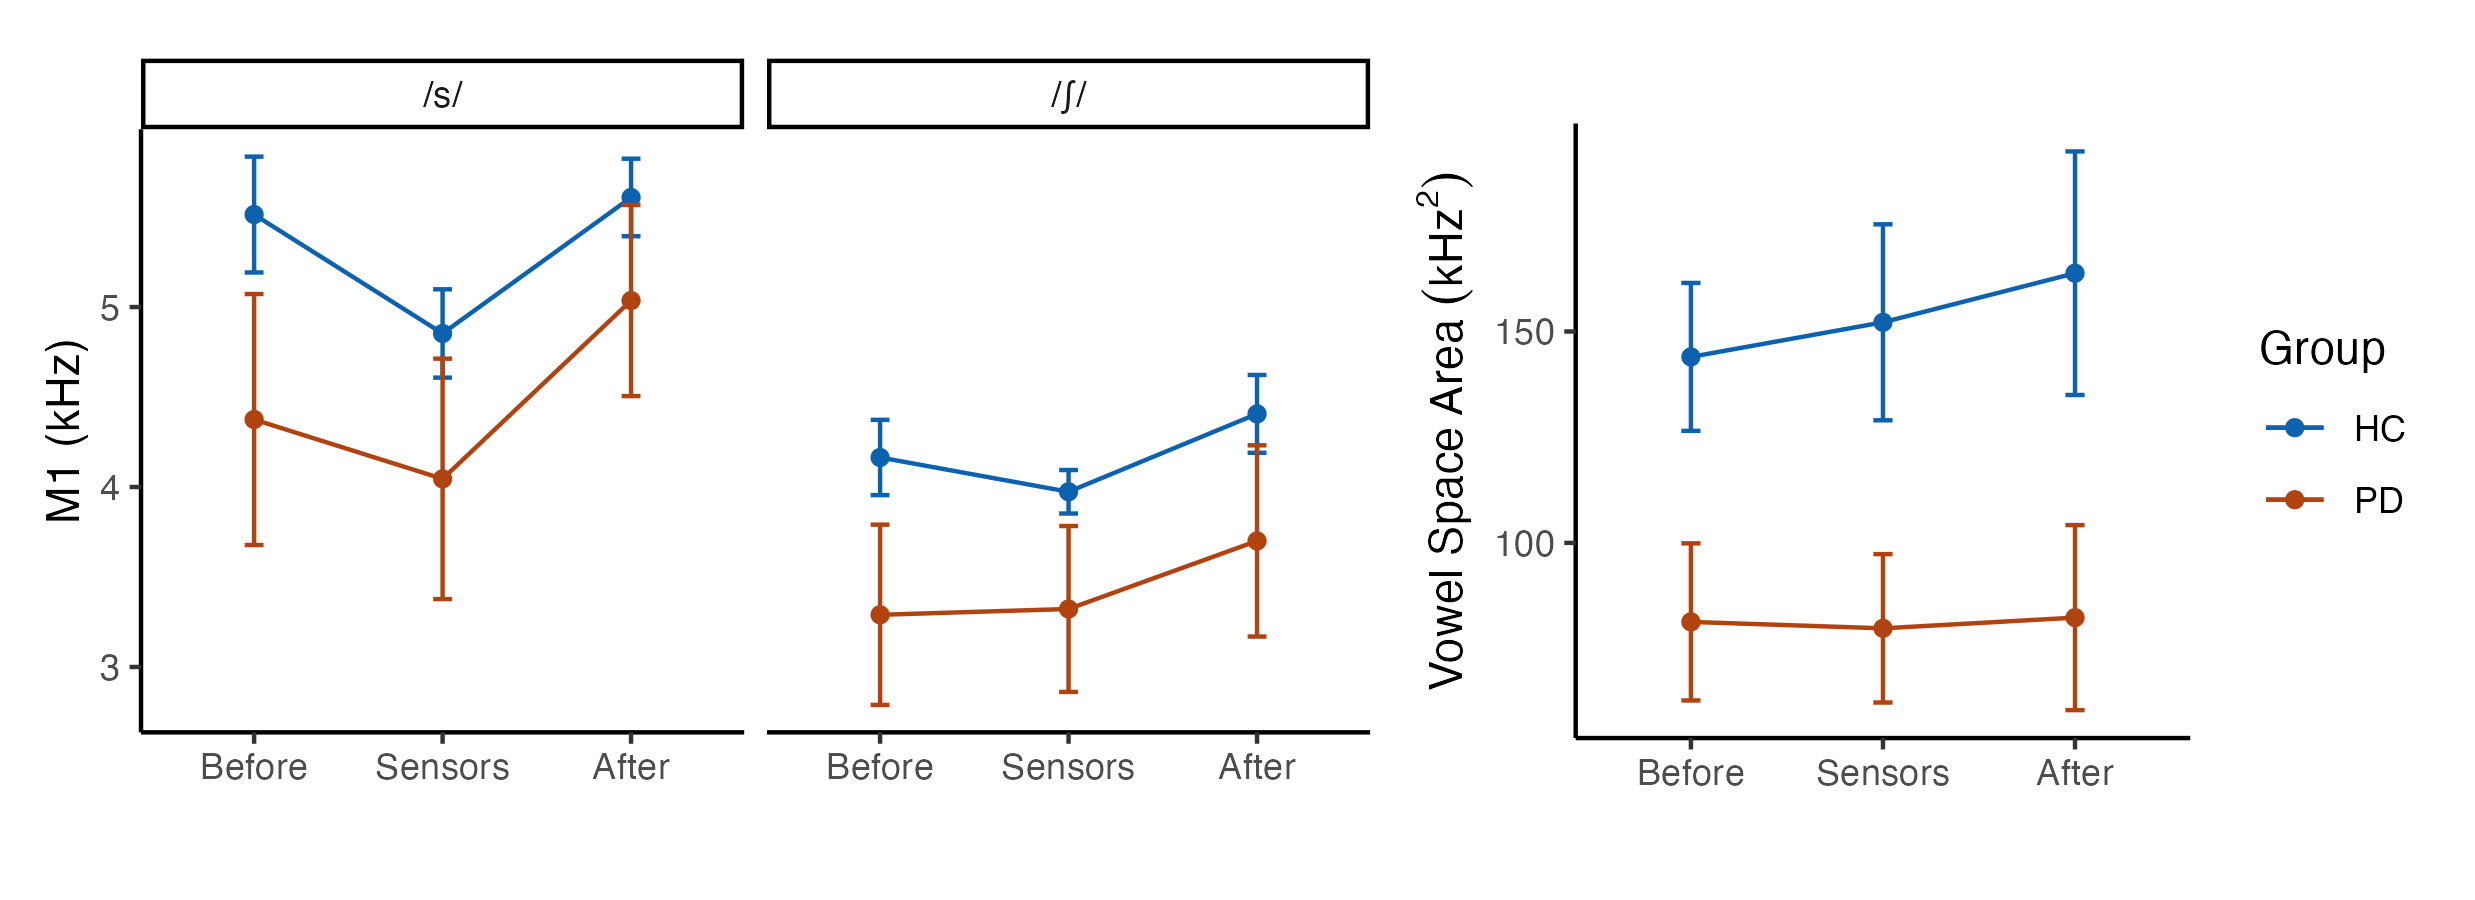 /s/
/ʃ/
M1 (kHz)
5
4
3
Before Sensors After
Before Sensors After
Vowel Space Area (kHz²)
150
100
Before Sensors After
Group
HC
PD